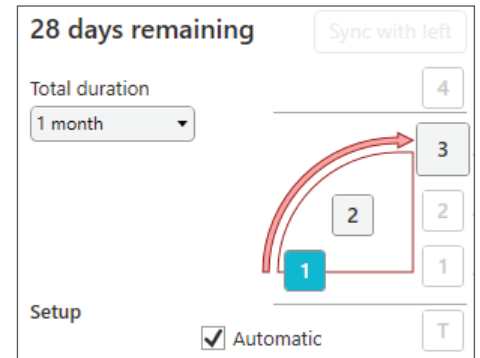 28 days remaining
Sync with left
Total duration
4
1 month
3
2
2
1
1
Setup
Automatic
T